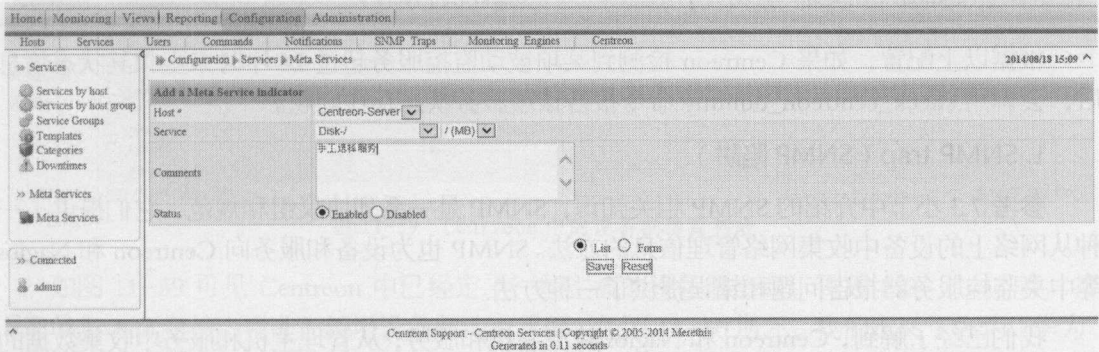 Home Monitoring Views Reporting Configuration Administration
Hosts Services Users Commands Notifications SNMP Traps Monitoring Engines Centreon
Configuration Services Meta Services 2014/08/18 15:09
Services
Services by host
Services by host group
Service Groups
Templates
Categories
Downtimes
Meta Services
Meta Services
Connected
admin
Add a Meta Service indicator
Host * Centreon-Server
Service Disk-/ / (MB)
Comments 手工选择服务
Status Enabled Disabled
List Form
Save Reset
Centreon Support - Centreon Services | Copyright © 2005-2014 Merethis
Generated in 0.11 seconds